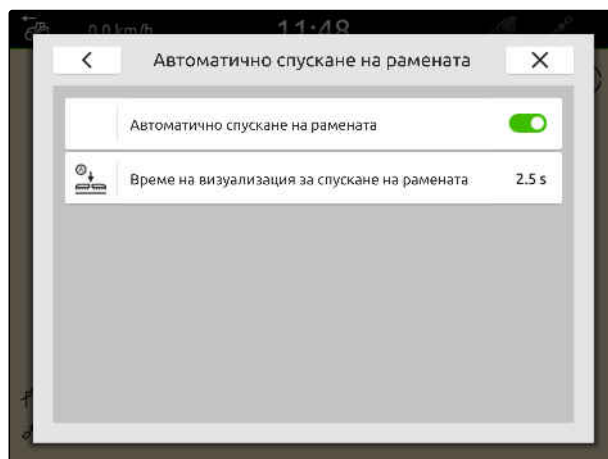 0.0 km/h 11:48
Автоматично спускане на рамената
Автоматично спускане на рамената
Време на визуализация за спускане на рамената 2.5 s